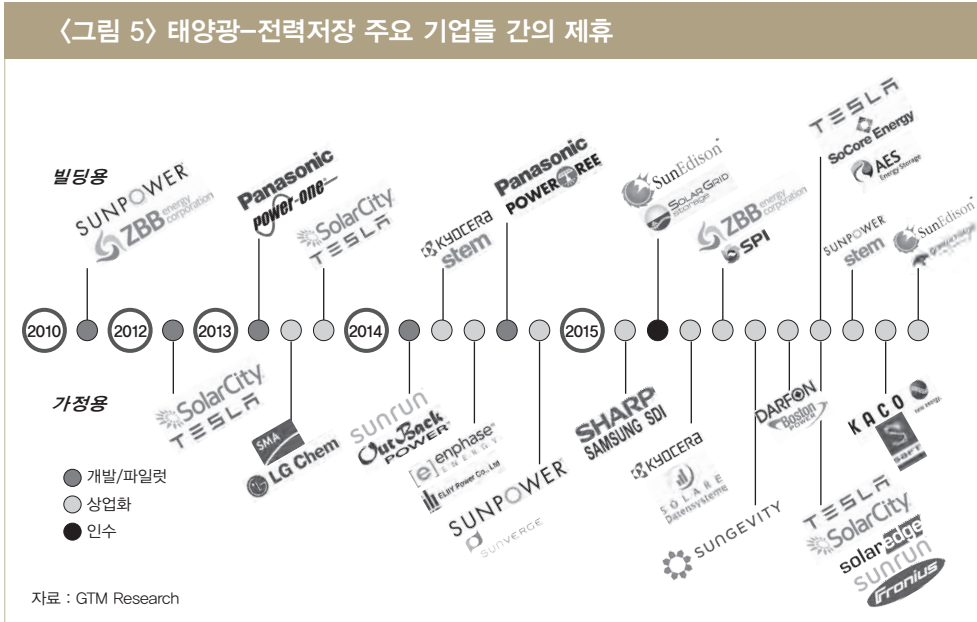 〈그림 5〉 태양광-전력저장 주요 기업들 간의 제휴
빌딩용
SUNPOWER
ZBB energy corporation
Panasonic
power-one
SolarCity
TESLA
KYOCERA
stem
Panasonic
POWERTREE
SunEdison
SOLARGRID storage
ZBB energy corporation
SPI
TESLA
SoCore Energy
AES Energy Storage
SUNPOWER
stem
SunEdison
2010
2012
2013
2014
2015
가정용
SolarCity
TESLA
SMA
LG Chem
sunrun
OutBack POWER
[e] enphase ENERGY
ELIIY Power Co., Ltd
SUNPOWER
SUNVERGE
SHARP
SAMSUNG SDI
KYOCERA
SOLARE Datensysteme
SUNGEVITY
DARFON
Boston POWER
TESLA
SolarCity
solaredge
sunrun
Fronius
KACO new energy.
S
SAFT
개발/파일럿
상업화
인수
자료 : GTM Research